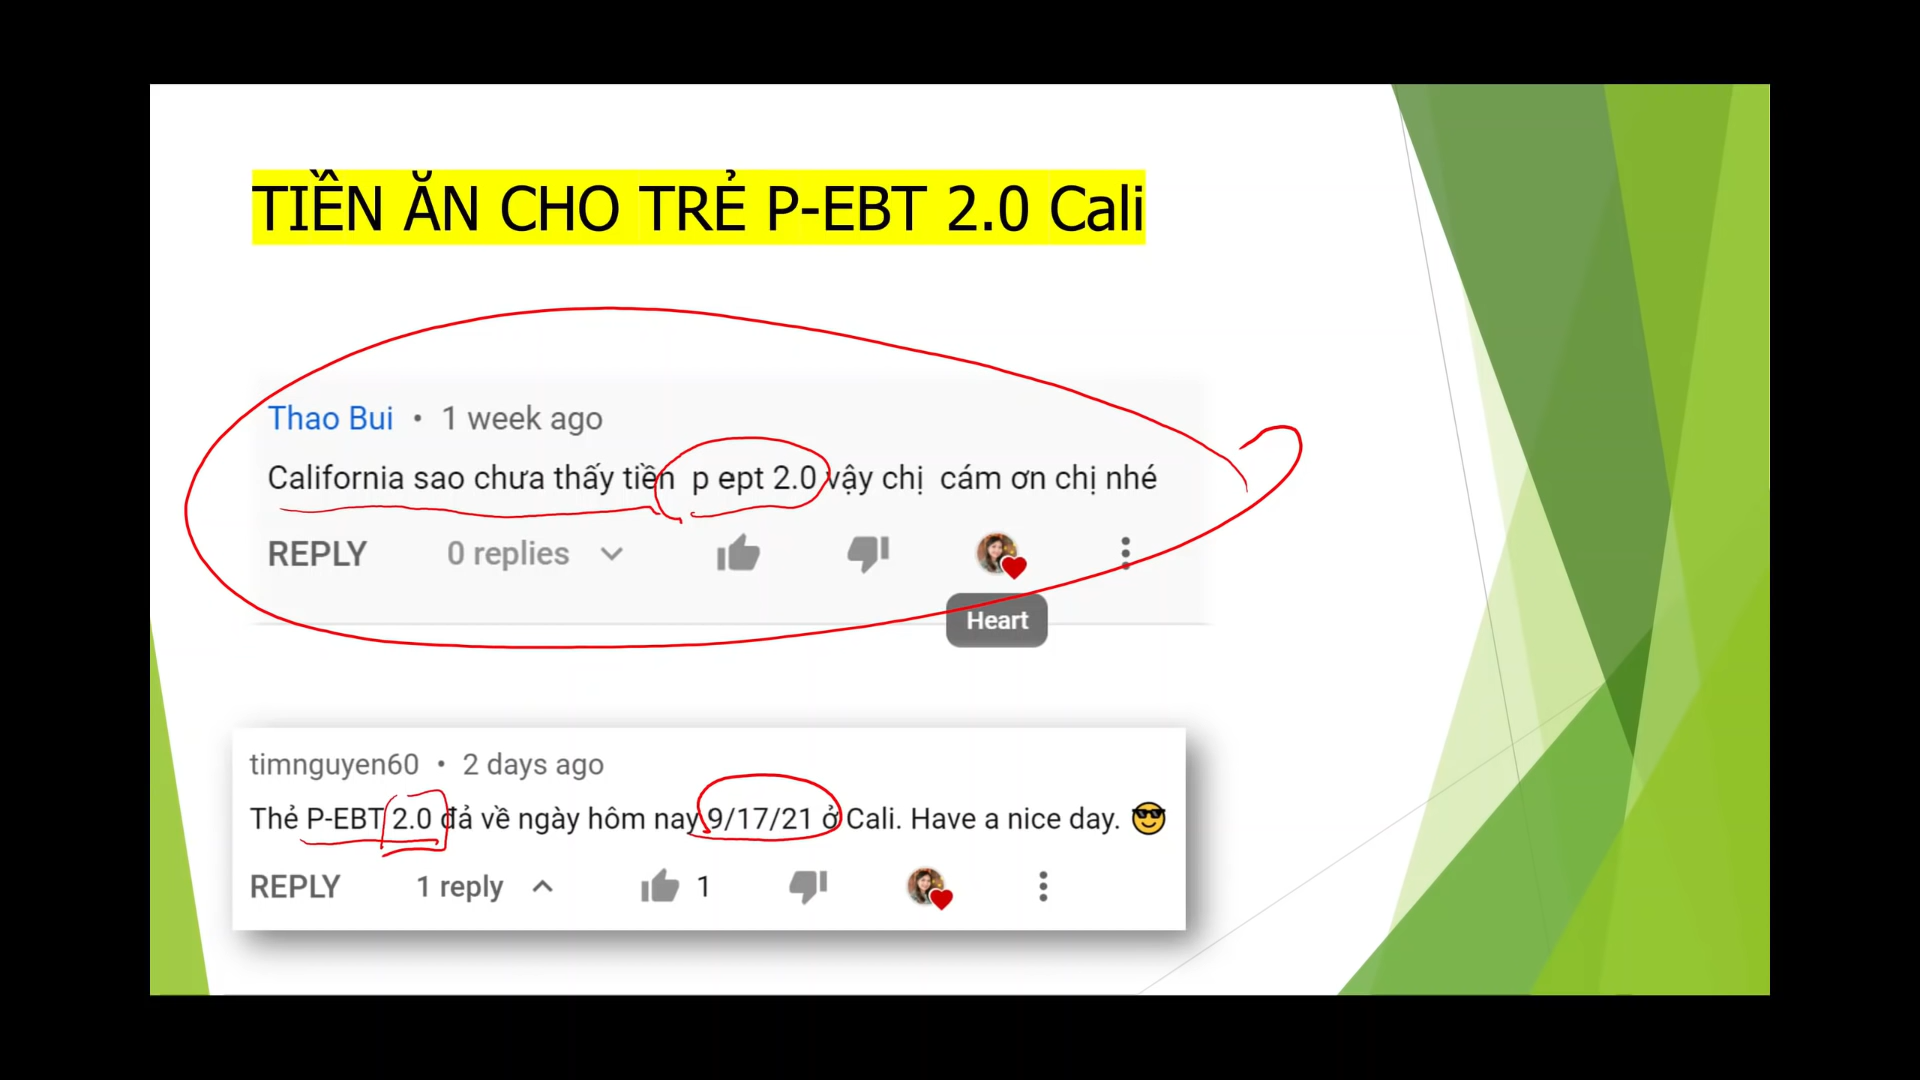 TIỀN ĂN CHO TRẺ P-EBT 2.0 Cali
Thao Bui • 1 week ago
California sao chưa thấy tiền p ept 2.0 vậy chị cám ơn chị nhé
REPLY 0 replies
Heart
timnguyen60 • 2 days ago
Thẻ P-EBT 2.0 đả về ngày hôm nay 9/17/21 ở Cali. Have a nice day. 😎
REPLY 1 reply 1